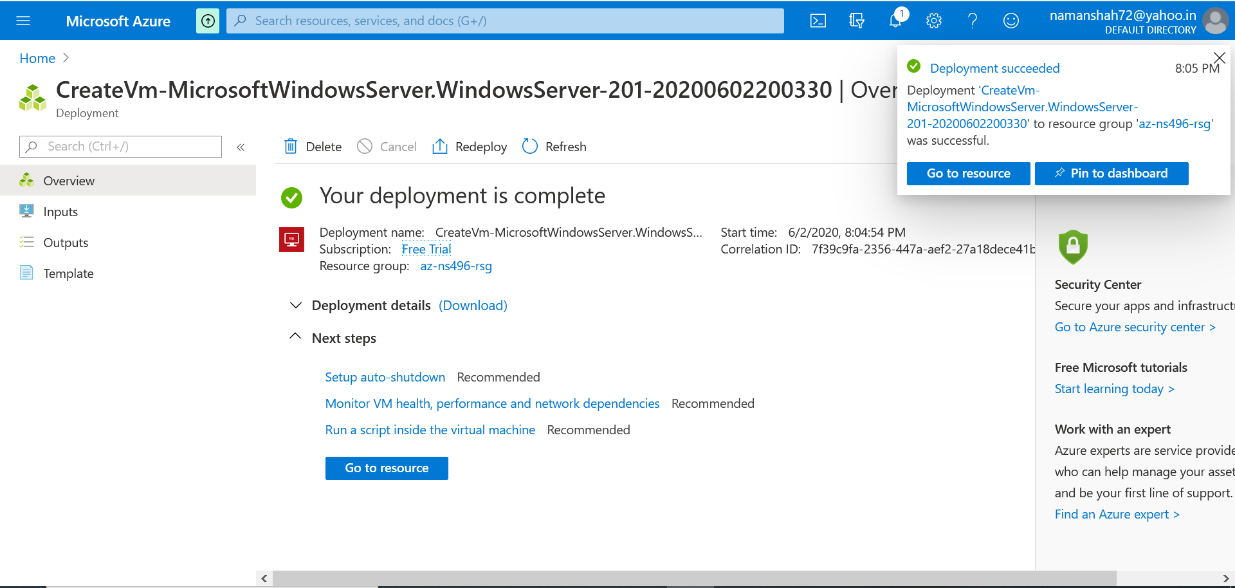 Microsoft Azure
Search resources, services, and docs (G+/)
1
namanshah72@yahoo.in
DEFAULT DIRECTORY
Home
CreateVm-MicrosoftWindowsServer.WindowsServer-201-20200602200330 | Over
Deployment
Deployment succeeded 8:05 PM
Deployment 'CreateVm-
MicrosoftWindowsServer.WindowsServer-
201-20200602200330' to resource group 'az-ns496-rsg'
was successful.
Go to resource
Pin to dashboard
Search (Ctrl+/)
Overview
Inputs
Outputs
Template
Delete Cancel Redeploy Refresh
Your deployment is complete
Deployment name: CreateVm-MicrosoftWindowsServer.WindowsS...
Subscription: Free Trial
Resource group: az-ns496-rsg
Start time: 6/2/2020, 8:04:54 PM
Correlation ID: 7f39c9fa-2356-447a-aef2-27a18dece41b
Deployment details (Download)
Next steps
Setup auto-shutdown Recommended
Monitor VM health, performance and network dependencies Recommended
Run a script inside the virtual machine Recommended
Go to resource
Security Center
Secure your apps and infrastruct
Go to Azure security center >
Free Microsoft tutorials
Start learning today >
Work with an expert
Azure experts are service provide
who can help manage your asset
and be your first line of support.
Find an Azure expert >